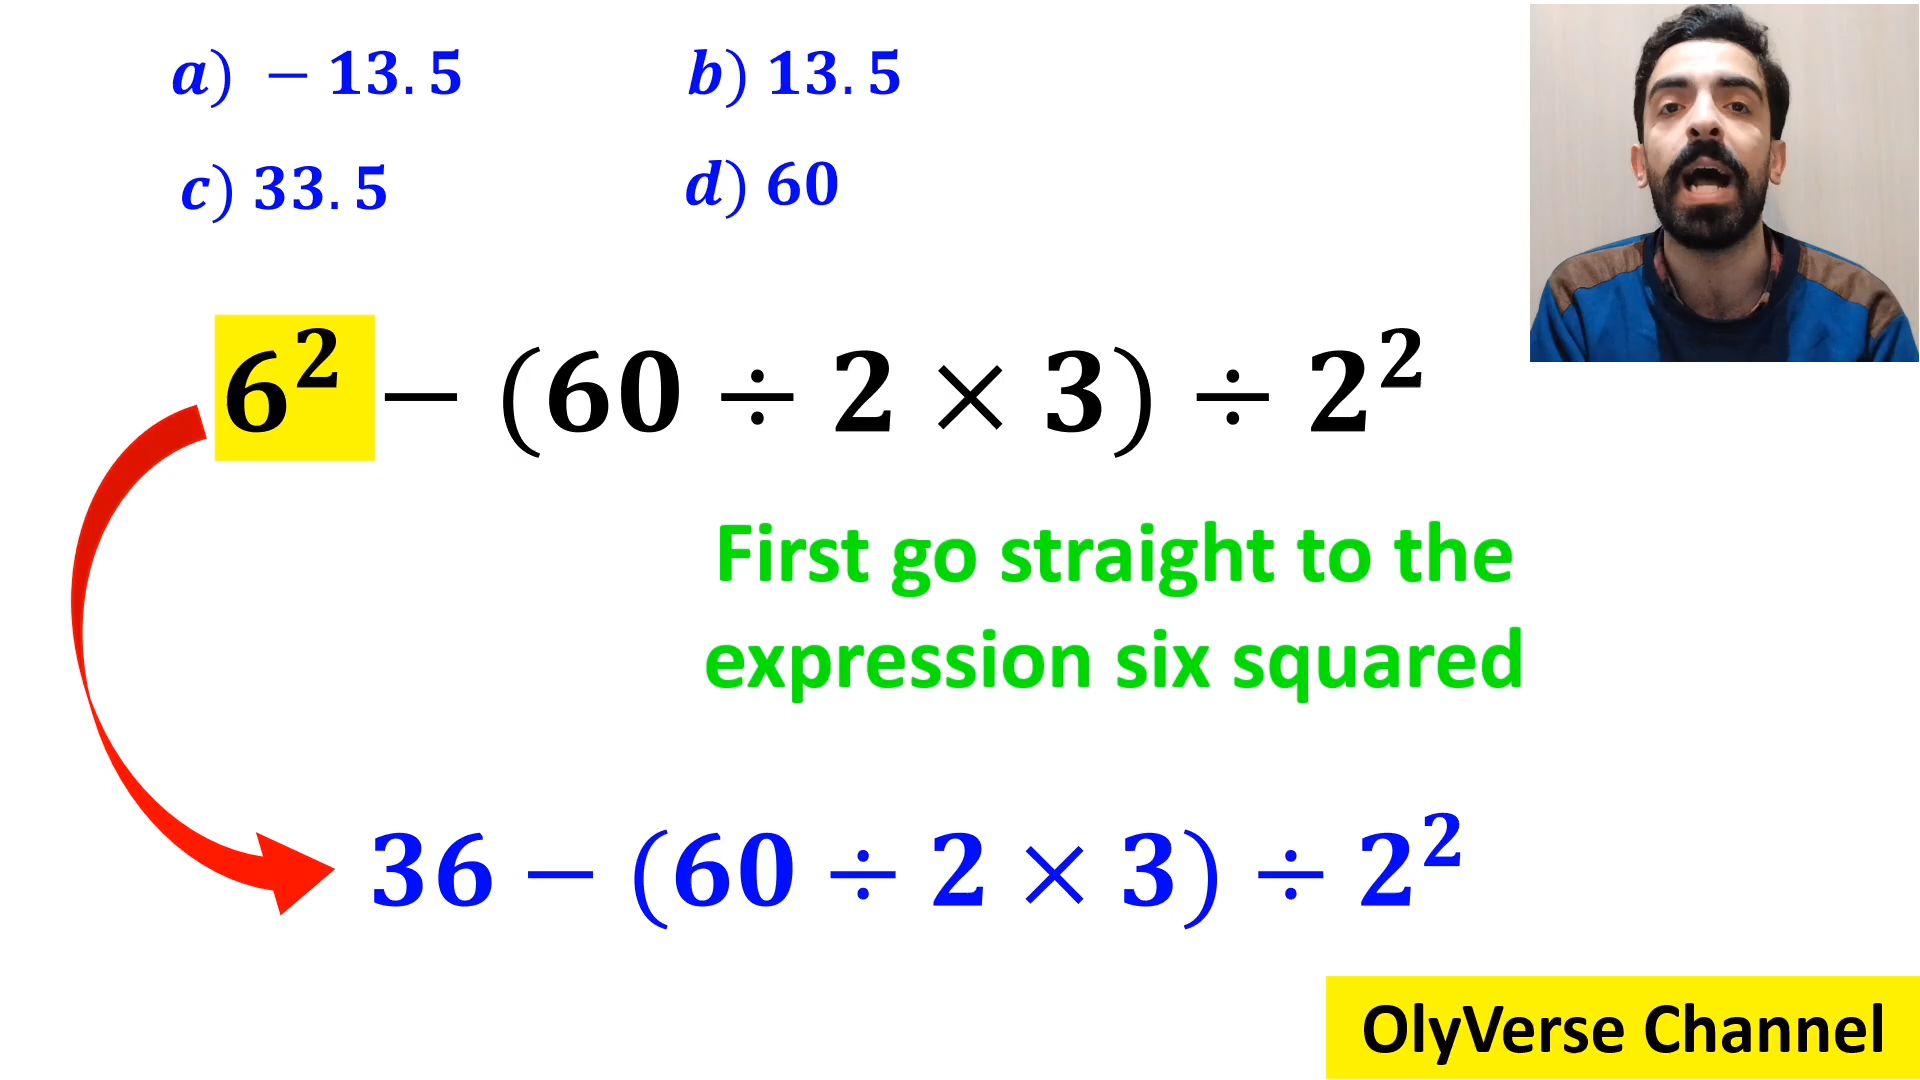 a) − 13.5 b) 13.5
c) 33.5 d) 60
6² − (60 ÷ 2 × 3) ÷ 2²
First go straight to the
expression six squared
36 − (60 ÷ 2 × 3) ÷ 2²
OlyVerse Channel